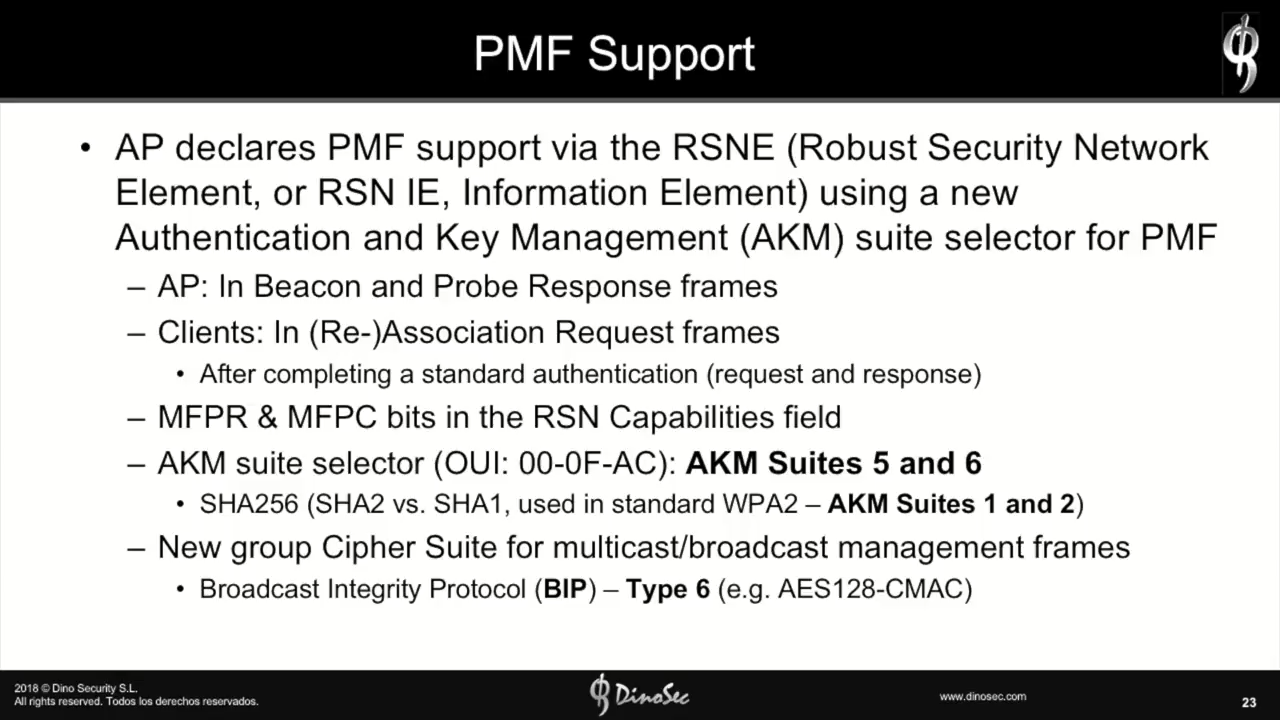 PMF Support
• AP declares PMF support via the RSNE (Robust Security Network
Element, or RSN IE, Information Element) using a new
Authentication and Key Management (AKM) suite selector for PMF
– AP: In Beacon and Probe Response frames
– Clients: In (Re-)Association Request frames
• After completing a standard authentication (request and response)
– MFPR & MFPC bits in the RSN Capabilities field
– AKM suite selector (OUI: 00-0F-AC): AKM Suites 5 and 6
• SHA256 (SHA2 vs. SHA1, used in standard WPA2 – AKM Suites 1 and 2)
– New group Cipher Suite for multicast/broadcast management frames
• Broadcast Integrity Protocol (BIP) – Type 6 (e.g. AES128-CMAC)
2018 © Dino Security S.L.
All rights reserved. Todos los derechos reservados.
DinoSec
www.dinosec.com
23